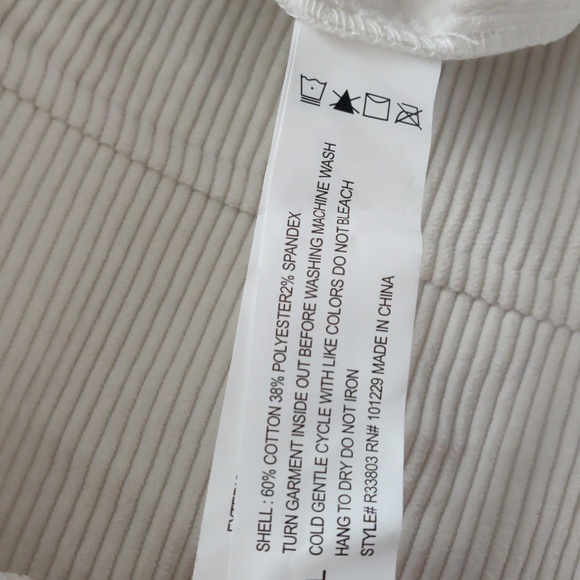 SHELL : 60% COTTON 38% POLYESTER2% SPANDEX
TURN GARMENT INSIDE OUT BEFORE WASHING MACHINE WASH
COLD GENTLE CYCLE WITH LIKE COLORS DO NOT BLEACH
HANG TO DRY DO NOT IRON
STYLE# R33803 RN# 101229 MADE IN CHINA